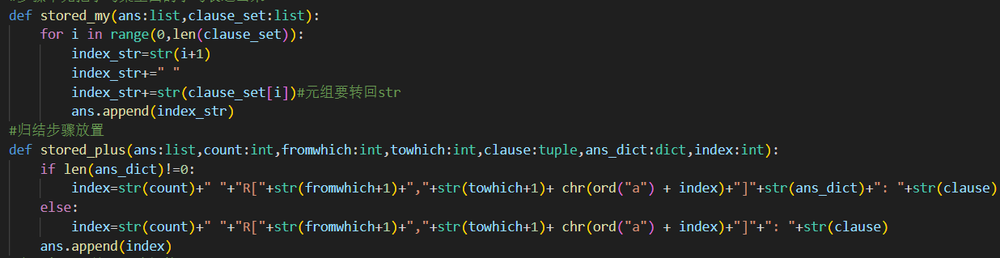 def stored_my(ans:list,clause_set:list):
    for i in range(0,len(clause_set)):
        index_str=str(i+1)
        index_str+=" "
        index_str+=str(clause_set[i])#元组要转回str
        ans.append(index_str)
#归结步骤放置
def stored_plus(ans:list,count:int,fromwhich:int,towhich:int,clause:tuple,ans_dict:dict,index:int):
    if len(ans_dict)!=0:
        index=str(count)+" "+"R["+str(fromwhich+1)+","+str(towhich+1)+ chr(ord("a") + index)+"]"+str(ans_dict)+": "+str(clause)
    else:
        index=str(count)+" "+"R["+str(fromwhich+1)+","+str(towhich+1)+ chr(ord("a") + index)+"]"+": "+str(clause)
    ans.append(index)